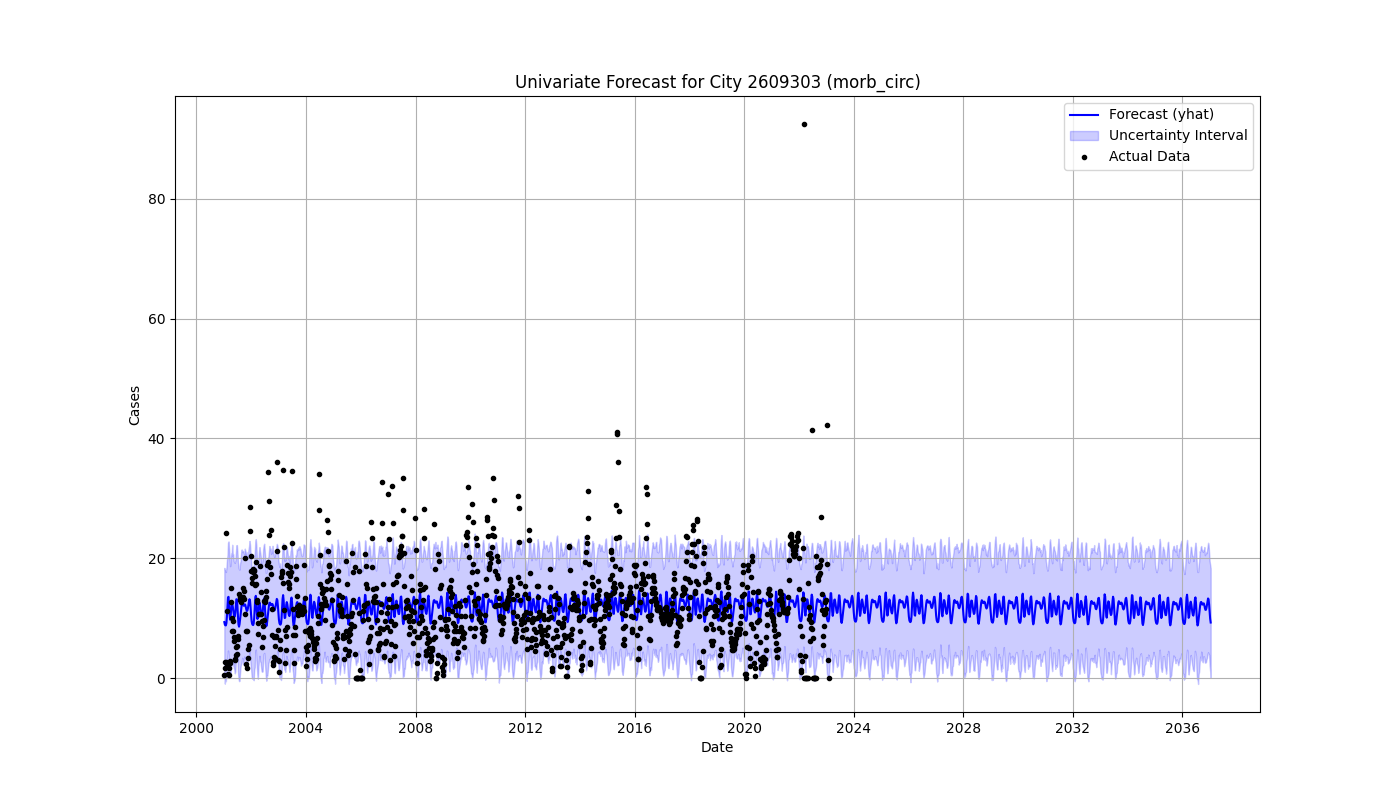 Univariate Forecast for City 2609303 (morb_circ)
Forecast (yhat)
Uncertainty Interval
Actual Data
Cases
80
60
40
20
0
2000 2004 2008 2012 2016 2020 2024 2028 2032 2036
Date